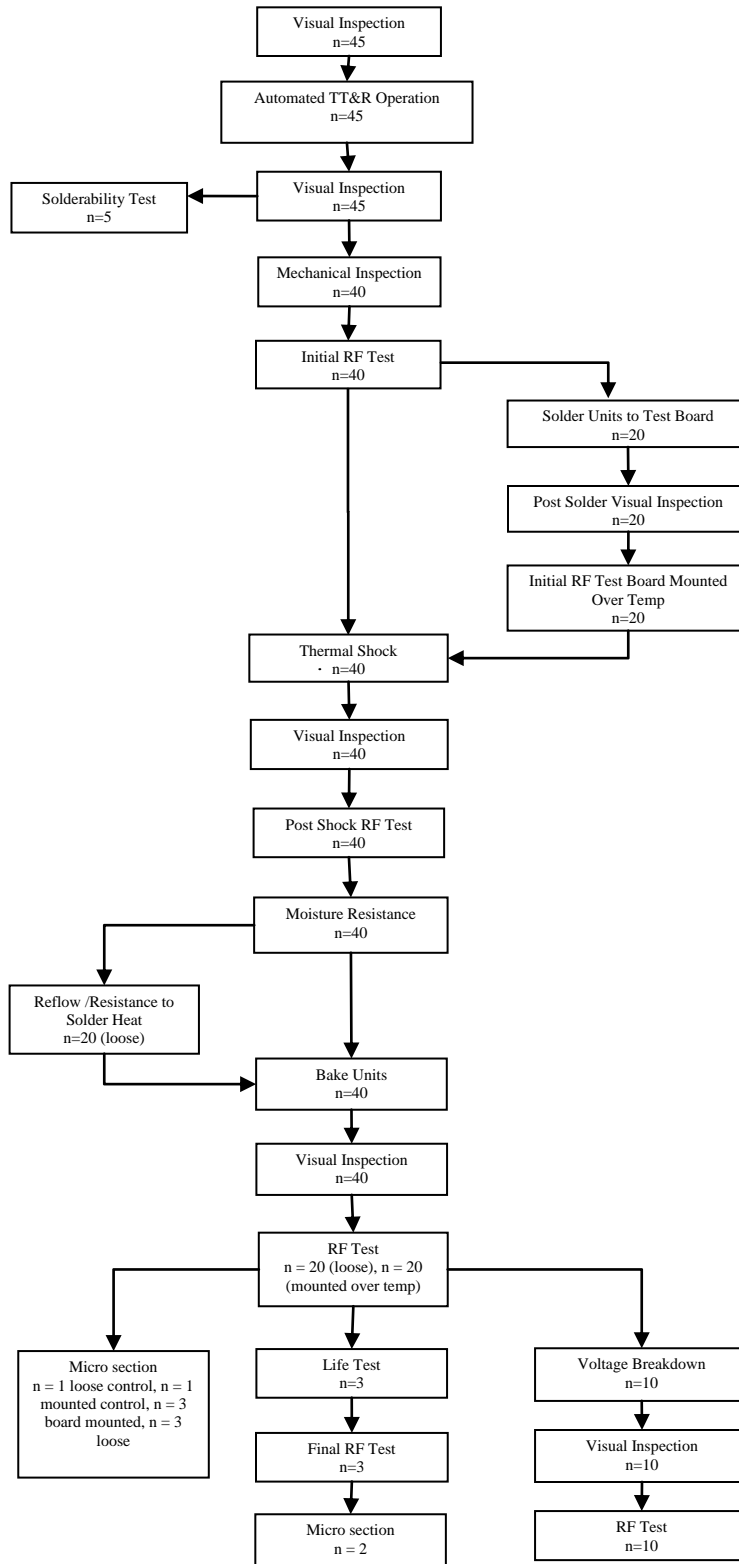 Visual Inspection
n=45
Automated TT&R Operation
n=45
Visual Inspection
n=45
Solderability Test
n=5
Mechanical Inspection
n=40
Initial RF Test
n=40
Solder Units to Test Board
n=20
Post Solder Visual Inspection
n=20
Initial RF Test Board Mounted
Over Temp
n=20
Thermal Shock
· n=40
Visual Inspection
n=40
Post Shock RF Test
n=40
Moisture Resistance
n=40
Reflow /Resistance to
Solder Heat
n=20 (loose)
Bake Units
n=40
Visual Inspection
n=40
RF Test
n = 20 (loose), n = 20
(mounted over temp)
Micro section
n = 1 loose control, n = 1
mounted control, n = 3
board mounted, n = 3
loose
Life Test
n=3
Final RF Test
n=3
Micro section
n = 2
Voltage Breakdown
n=10
Visual Inspection
n=10
RF Test
n=10